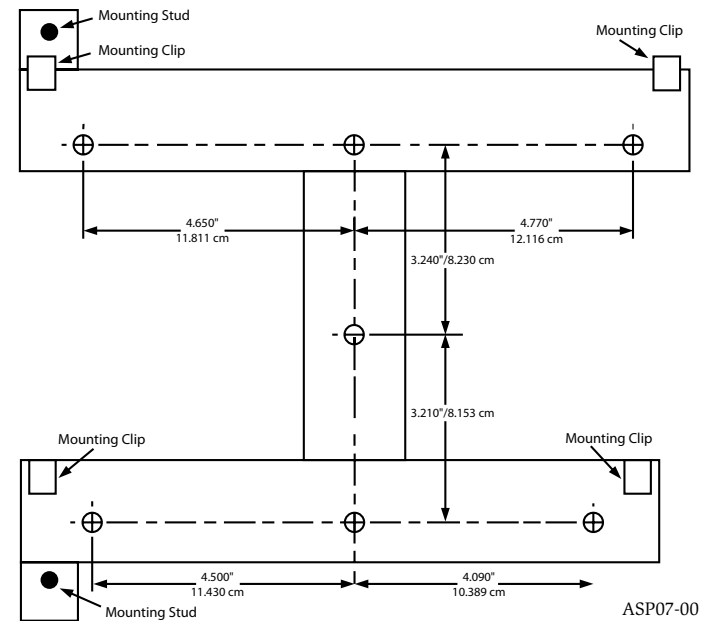 Mounting Stud
Mounting Clip
Mounting Clip
4.650"
11.811 cm
4.770"
12.116 cm
3.240"/8.230 cm
3.210"/8.153 cm
Mounting Clip
Mounting Clip
4.500"
11.430 cm
4.090"
10.389 cm
Mounting Stud
ASP07-00